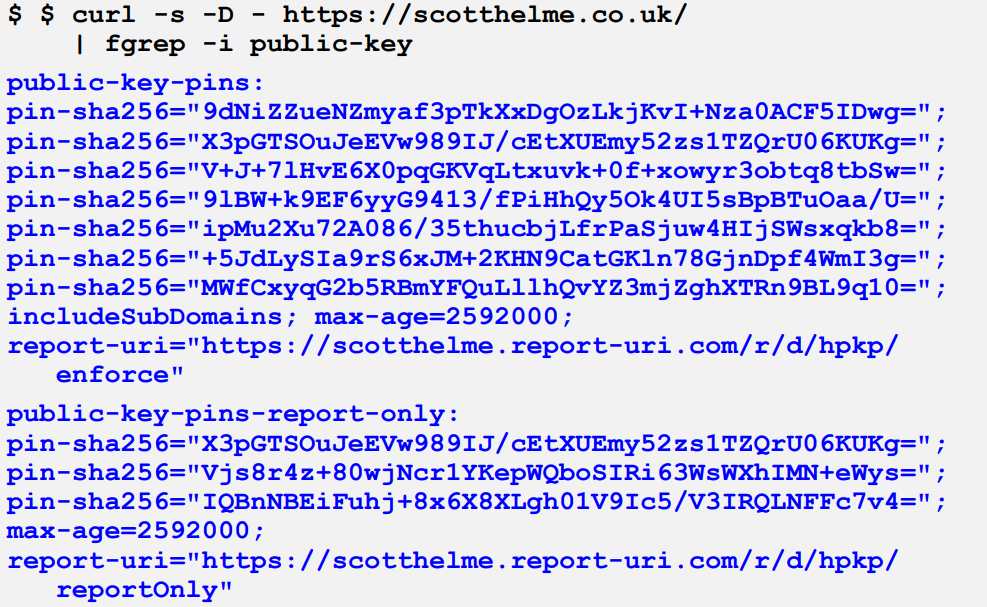 $ $ curl -s -D - https://scotthelme.co.uk/
| fgrep -i public-key
public-key-pins:
pin-sha256="9dNiZZueNZmyaf3pTkXxDgOzLkjKvI+Nza0ACF5IDwg=";
pin-sha256="X3pGTSOuJeEVw989IJ/cEtXUEmy52zs1TZQrU06KUKg=";
pin-sha256="V+J+7lHvE6X0pqGKVqLtxuvk+0f+xowyr3obtq8tbSw=";
pin-sha256="9lBW+k9EF6yyG9413/fPiHhQy5Ok4UI5sBpBTuOaa/U=";
pin-sha256="ipMu2Xu72A086/35thucbjLfrPaSjuw4HIjSWsxqkb8=";
pin-sha256="+5JdLySIa9rS6xJM+2KHN9CatGKln78GjnDpf4WmI3g=";
pin-sha256="MWfCxyqG2b5RBmYFQuLllhQvYZ3mjZghXTRn9BL9q10=";
includeSubDomains; max-age=2592000;
report-uri="https://scotthelme.report-uri.com/r/d/hpkp/
enforce"
public-key-pins-report-only:
pin-sha256="X3pGTSOuJeEVw989IJ/cEtXUEmy52zs1TZQrU06KUKg=";
pin-sha256="Vjs8r4z+80wjNcr1YKepWQboSIRi63WsWXhIMN+eWys=";
pin-sha256="IQBnNBEiFuhj+8x6X8XLgh01V9Ic5/V3IRQLNFFc7v4=";
max-age=2592000;
report-uri="https://scotthelme.report-uri.com/r/d/hpkp/
reportOnly"